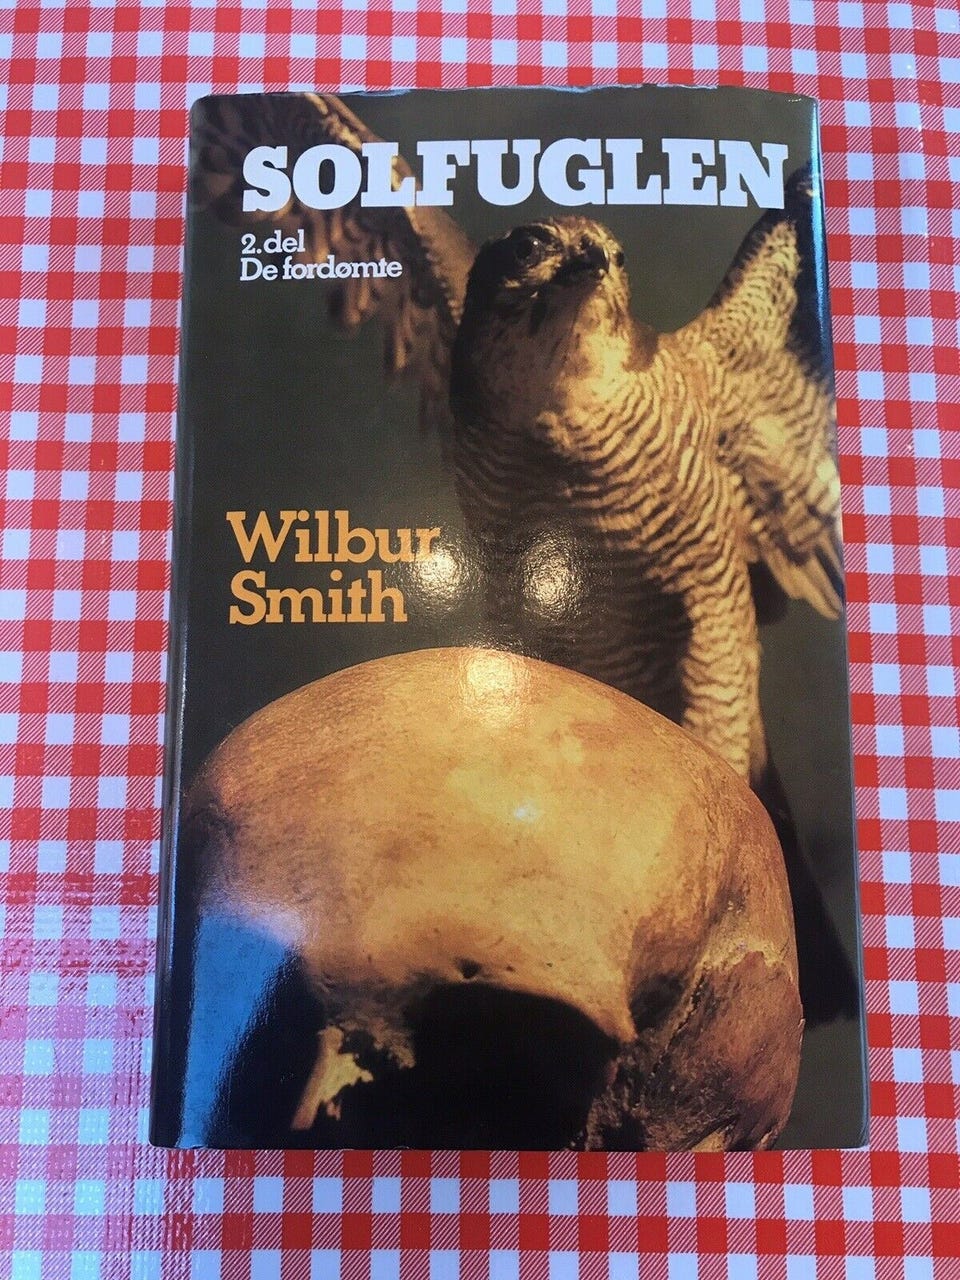 SOLFUGLEN
2. del
De fordømte
Wilbur
Smith